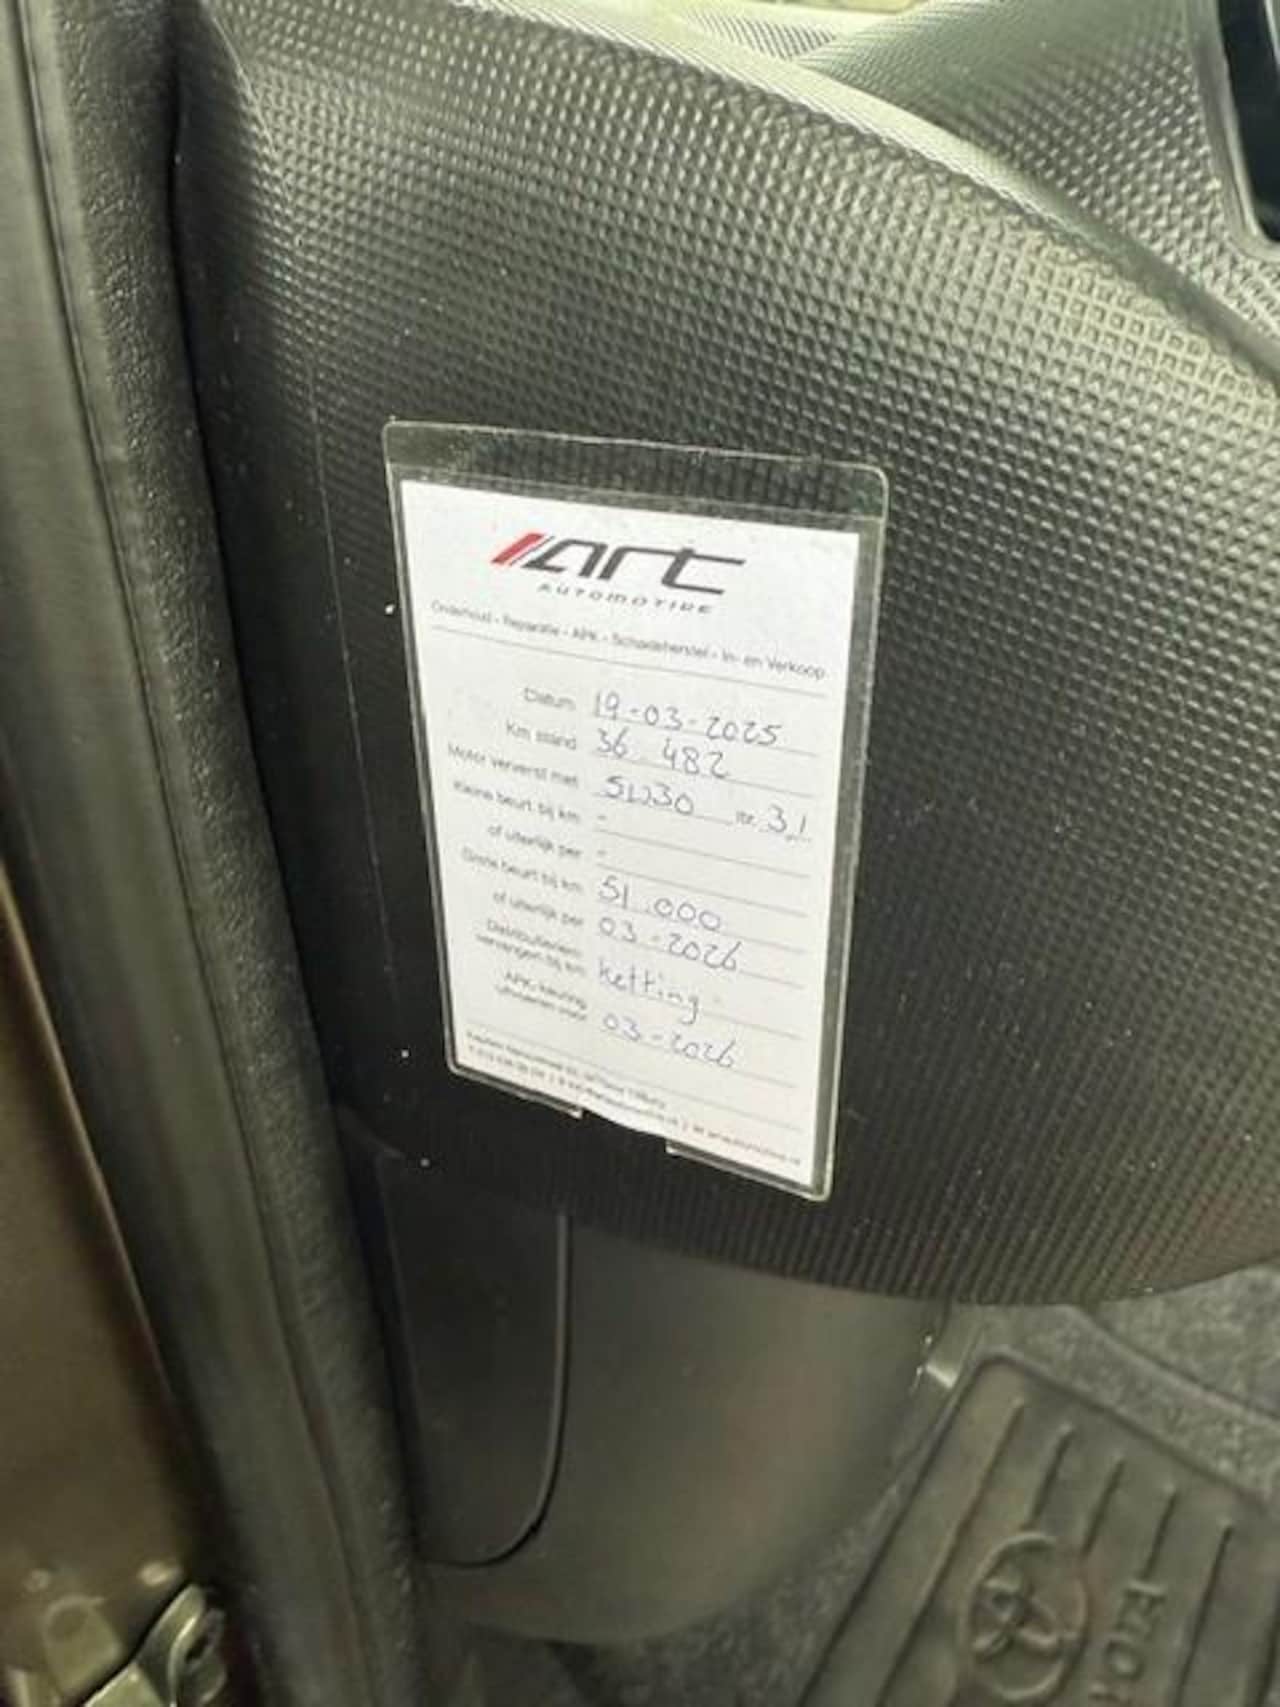 art
AUTOMOTIVE
Onderhoud - Reparatie - APK - Schadeherstel - In- en Verkoop
Datum 19-03-2025
Km stand 36.482
Motor ververst met 5W30 ltr. 3,1
Kleine beurt bij km -
of uiterlijk per -
Grote beurt bij km 51.000
of uiterlijk per 03-2026
Distributieriem
vervangen bij km ketting
APK-keuring
uitvoeren voor 03-2026